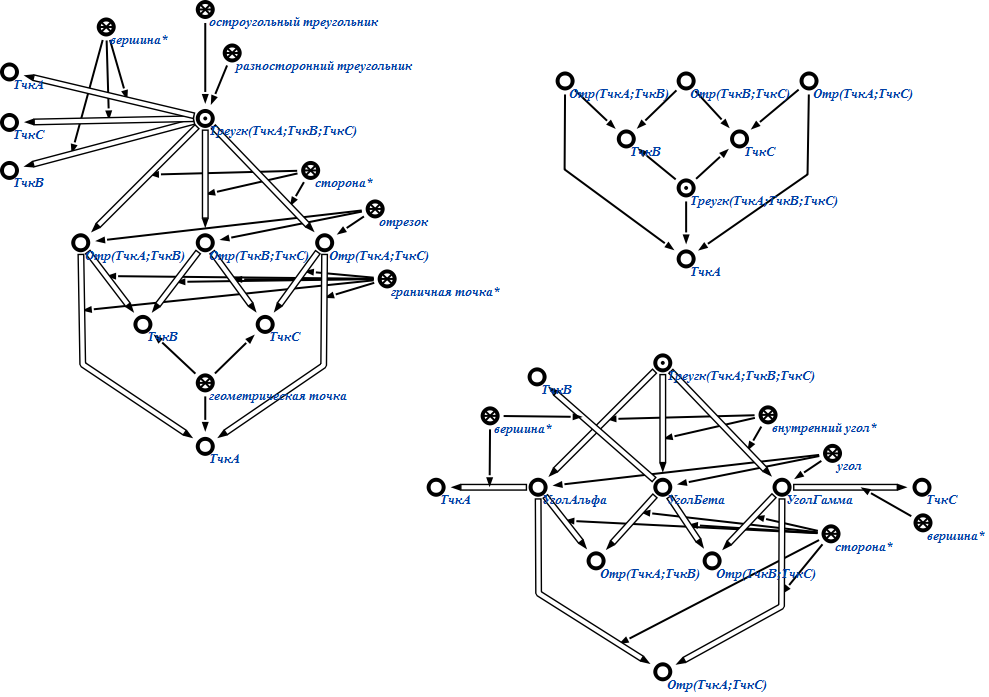 остроугольный треугольник
вершина*
разносторонний треугольник
ТчкА
ТчкС
Треугк(ТчкА;ТчкВ;ТчкС)
ТчкВ
сторона*
отрезок
Отр(ТчкА;ТчкВ)
Отр(ТчкВ;ТчкС)
Отр(ТчкА;ТчкС)
граничная точка*
ТчкВ
ТчкС
геометрическая точка
ТчкА
Отр(ТчкА;ТчкВ)
Отр(ТчкВ;ТчкС)
Отр(ТчкА;ТчкС)
ТчкВ
ТчкС
Треугк(ТчкА;ТчкВ;ТчкС)
ТчкА
Треугк(ТчкА;ТчкВ;ТчкС)
ТчкВ
вершина*
внутренний угол*
угол
ТчкА
УголАльфа
УголБета
УголГамма
ТчкС
вершина*
сторона*
Отр(ТчкА;ТчкВ)
Отр(ТчкВ;ТчкС)
Отр(ТчкА;ТчкС)